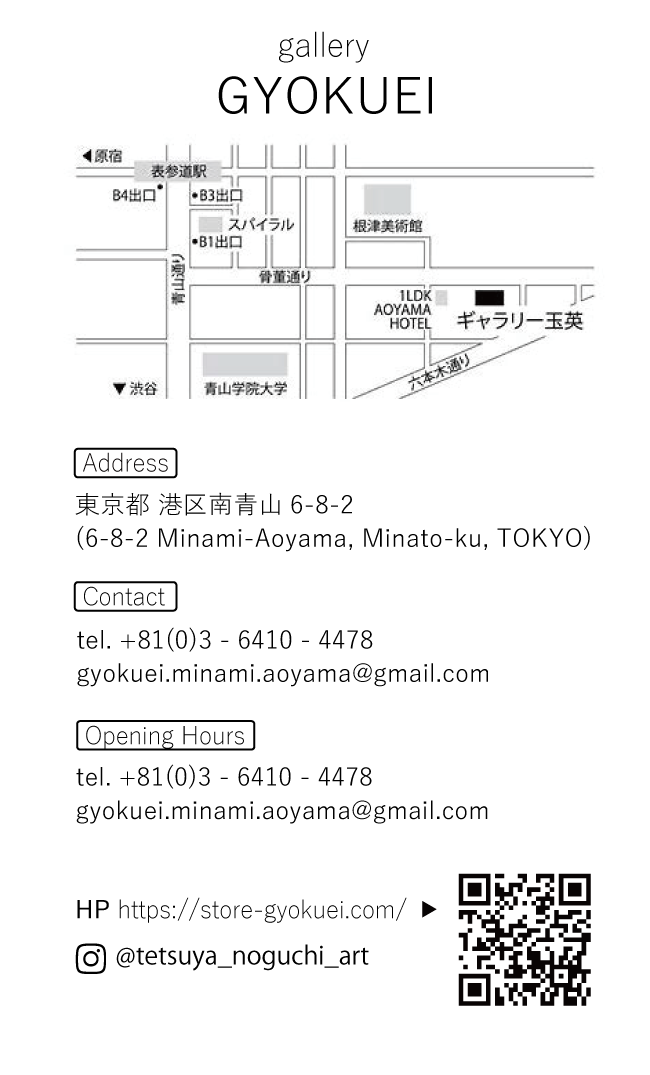 gallery
GYOKUEI
◀原宿
表参道駅
B4出口
B3出口
スパイラル
B1出口
根津美術館
青山通り
骨董通り
1LDK
AOYAMA
HOTEL
ギャラリー玉英
六本木通り
▼渋谷
青山学院大学
Address
東京都 港区南青山 6-8-2
(6-8-2 Minami-Aoyama, Minato-ku, TOKYO)
Contact
tel. +81(0)3 - 6410 - 4478
gyokuei.minami.aoyama@gmail.com
Opening Hours
tel. +81(0)3 - 6410 - 4478
gyokuei.minami.aoyama@gmail.com
HP https://store-gyokuei.com/ ▶
@tetsuya_noguchi_art